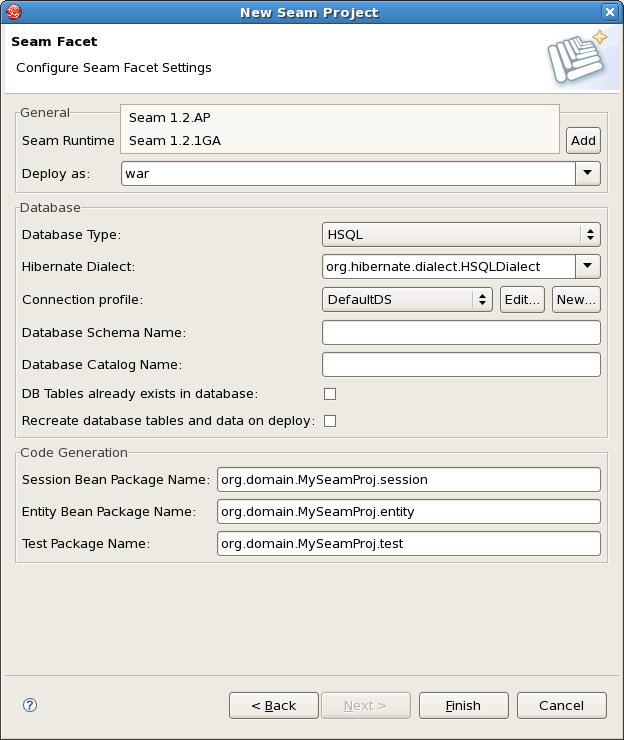 New Seam Project
Seam Facet
Configure Seam Facet Settings
General
Seam 1.2.AP
Seam Runtime
Seam 1.2.1GA
Add
Deploy as:
war
Database
Database Type:
HSQL
Hibernate Dialect:
org.hibernate.dialect.HSQLDialect
Connection profile:
DefaultDS
Edit...
New...
Database Schema Name:
Database Catalog Name:
DB Tables already exists in database:
Recreate database tables and data on deploy:
Code Generation
Session Bean Package Name:
org.domain.MySeamProj.session
Entity Bean Package Name:
org.domain.MySeamProj.entity
Test Package Name:
org.domain.MySeamProj.test
?
< Back
Next >
Finish
Cancel